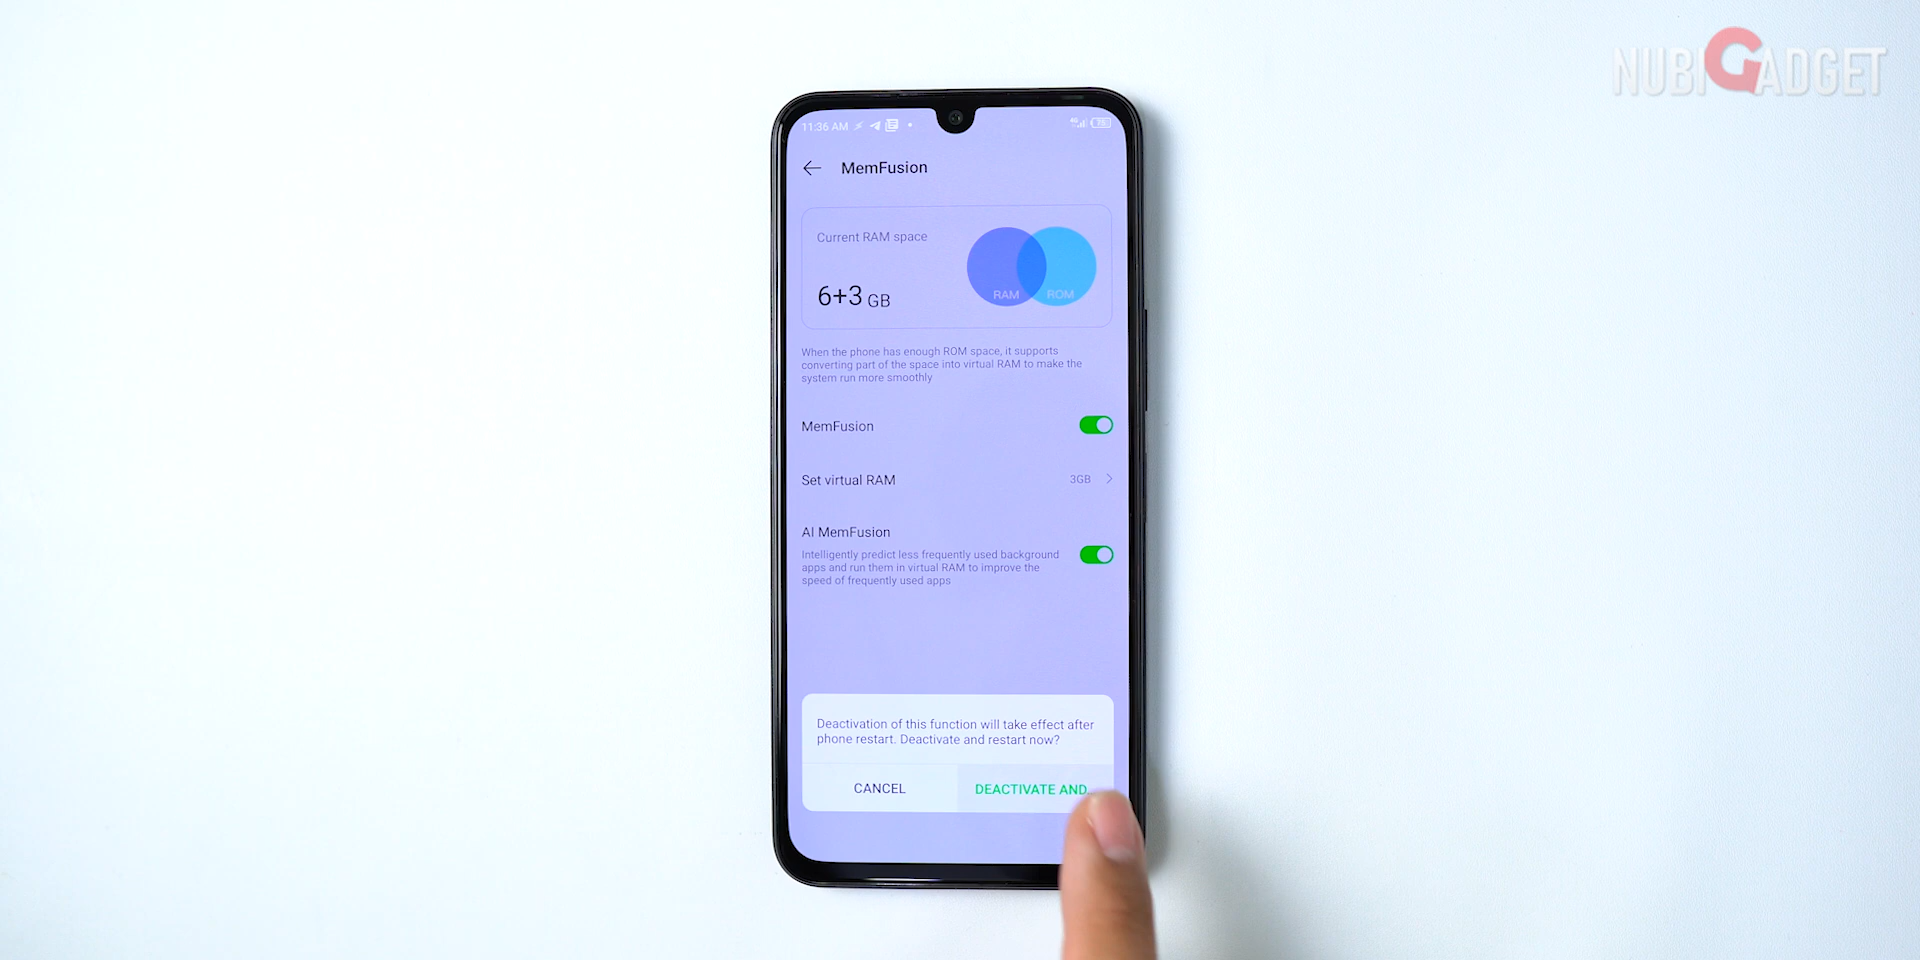 NUBIGADGET
11:36 AM
4G
MemFusion
Current RAM space
6+3 GB
RAM
ROM
When the phone has enough ROM space, it supports
converting part of the space into virtual RAM to make the
system run more smoothly
MemFusion
Set virtual RAM
3GB
AI MemFusion
Intelligently predict less frequently used background
apps and run them in virtual RAM to improve the
speed of frequently used apps
Deactivation of this function will take effect after
phone restart. Deactivate and restart now?
CANCEL
DEACTIVATE AND